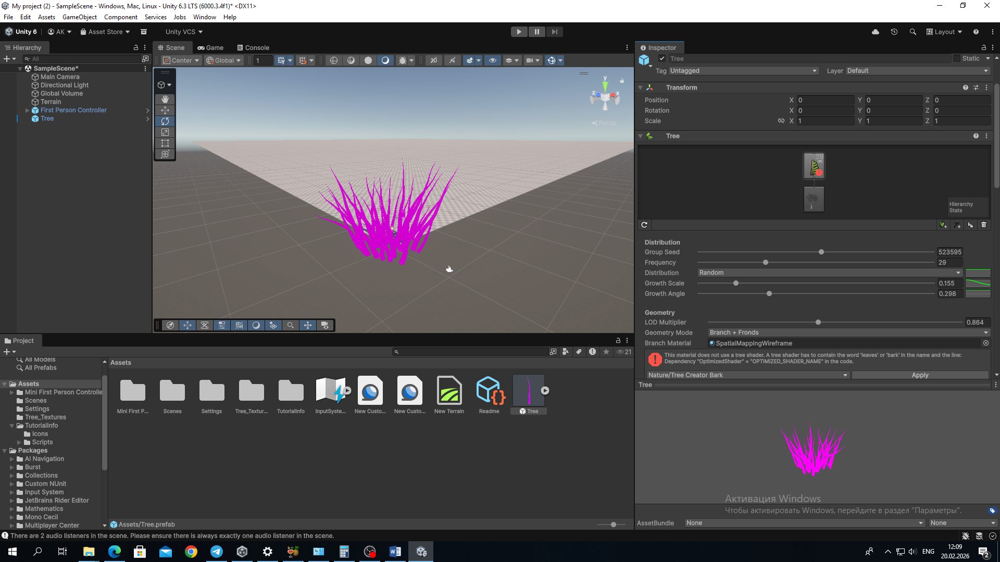 My project (2) - SampleScene - Windows, Mac, Linux - Unity 6.3 LTS (6000.3.4f1)* <DX11>
File Edit Assets GameObject Component Services Jobs Window Help
Unity 6 AK Asset Store Unity VCS Layout
Hierarchy
All
SampleScene*
Main Camera
Directional Light
Global Volume
Terrain
First Person Controller
Tree
Scene Game Console
Center Global 1 2D
y
z x
Persp
Inspector
Tree Static
Tag Untagged Layer Default
Transform
Position X 0 Y 0 Z 0
Rotation X 0 Y 0 Z 0
Scale X 1 Y 1 Z 1
Tree
29
Hierarchy
Stats
Distribution
Group Seed 523595
Frequency 29
Distribution Random
Growth Scale 0.155
Growth Angle 0.298
Geometry
LOD Multiplier 0.864
Geometry Mode Branch + Fronds
Branch Material SpatialMappingWireframe
This material does not use a tree shader. A tree shader has to contain the word 'leaves' or 'bark' in the name and the line:
Dependency "OptimizedShader" = "OPTIMIZED_SHADER_NAME" in the code.
Nature/Tree Creator Bark Apply
Tree
Активация Windows
Чтобы активировать Windows, перейдите в раздел "Параметры".
AssetBundle None None
Project
21
All Models
All Prefabs
Assets
Mini First Person Controlle
Scenes
Settings
Tree_Textures
TutorialInfo
Icons
Scripts
Packages
AI Navigation
Burst
Collections
Custom NUnit
Input System
JetBrains Rider Editor
Mathematics
Mono Cecil
Multiplayer Center
Assets
Mini First P... Scenes Settings Tree_Textur... TutorialInfo InputSyste... New Custo... New Custo... New Terrain Readme Tree
Assets/Tree.prefab
There are 2 audio listeners in the scene. Please ensure there is always exactly one audio listener in the scene.
ENG
12:09
20.02.2026
2